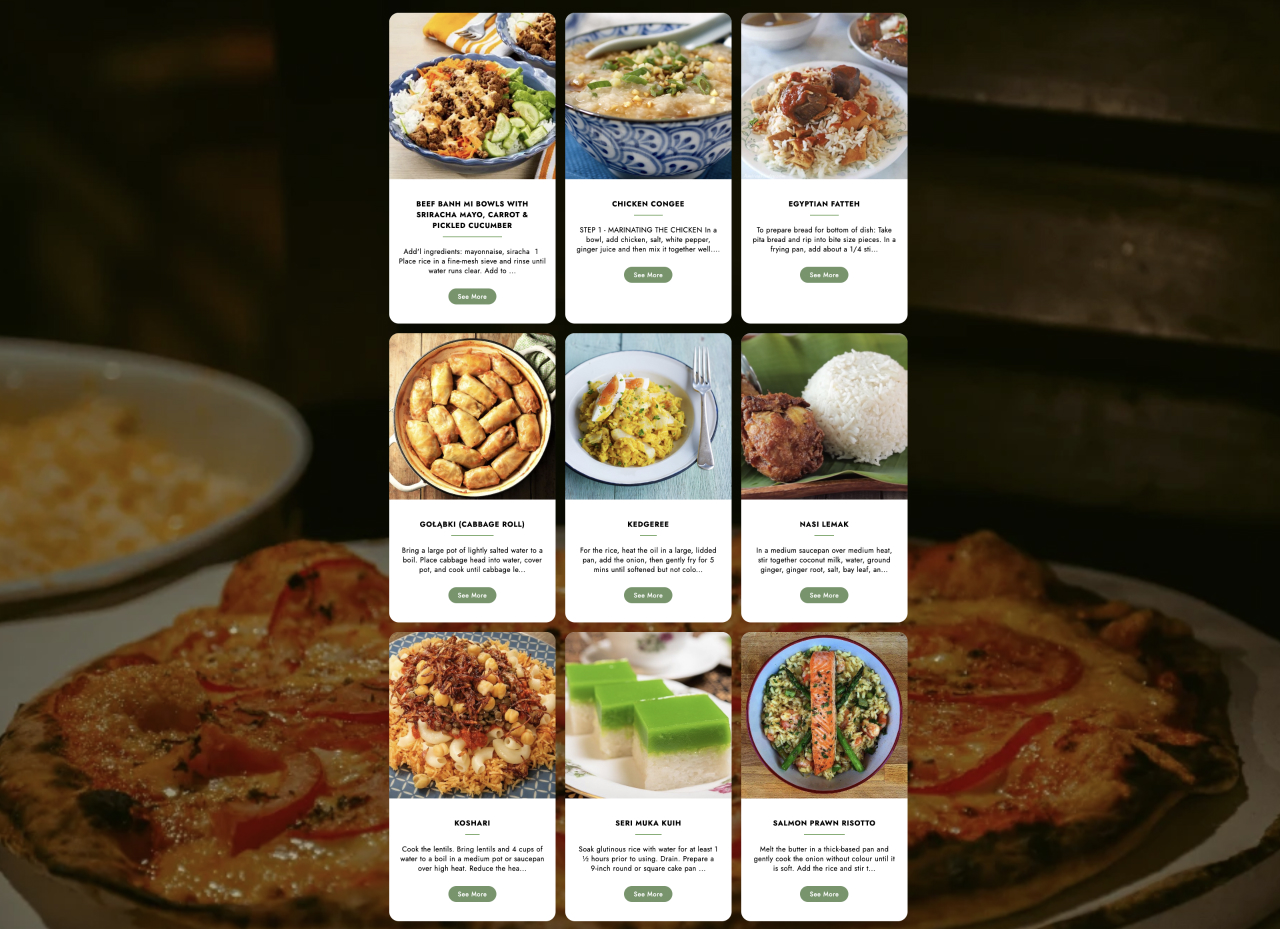 BEEF BANH MI BOWLS WITH
SRIRACHA MAYO, CARROT &
PICKLED CUCUMBER
Add'l ingredients: mayonnaise, siracha 1
Place rice in a fine-mesh sieve and rinse until
water runs clear. Add to ...
See More
CHICKEN CONGEE
STEP 1 - MARINATING THE CHICKEN In a
bowl, add chicken, salt, white pepper,
ginger juice and then mix it together well....
See More
EGYPTIAN FATTEH
To prepare bread for bottom of dish: Take
pita bread and rip into bite size pieces. In a
frying pan, add about a 1/4 sti...
See More
GOŁĄBKI (CABBAGE ROLL)
Bring a large pot of lightly salted water to a
boil. Place cabbage head into water, cover
pot, and cook until cabbage le...
See More
KEDGEREE
For the rice, heat the oil in a large, lidded
pan, add the onion, then gently fry for 5
mins until softened but not colo...
See More
NASI LEMAK
In a medium saucepan over medium heat,
stir together coconut milk, water, ground
ginger, ginger root, salt, bay leaf, an...
See More
KOSHARI
Cook the lentils. Bring lentils and 4 cups of
water to a boil in a medium pot or saucepan
over high heat. Reduce the hea...
See More
SERI MUKA KUIH
Soak glutinous rice with water for at least 1
½ hours prior to using. Drain. Prepare a
9-inch round or square cake pan ...
See More
SALMON PRAWN RISOTTO
Melt the butter in a thick-based pan and
gently cook the onion without colour until it
is soft. Add the rice and stir t...
See More